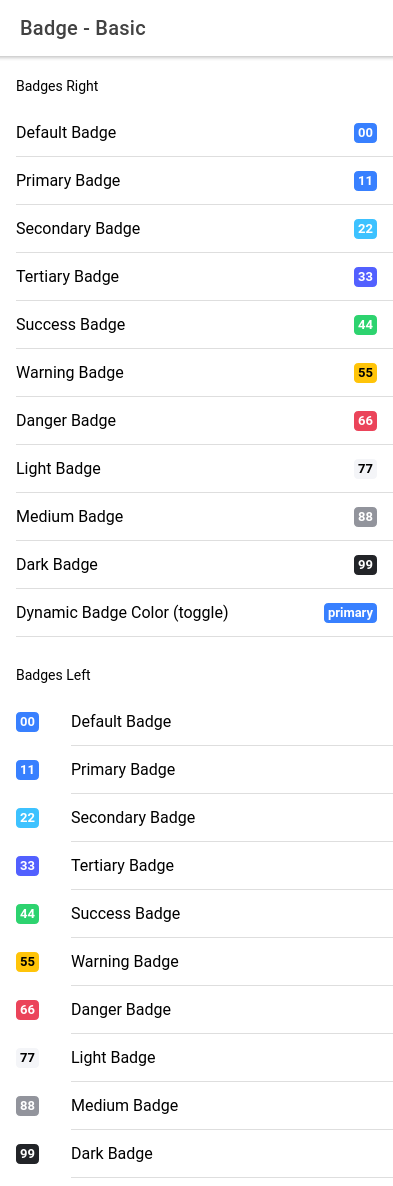 Badge - Basic
Badges Right
Default Badge 00
Primary Badge 11
Secondary Badge 22
Tertiary Badge 33
Success Badge 44
Warning Badge 55
Danger Badge 66
Light Badge 77
Medium Badge 88
Dark Badge 99
Dynamic Badge Color (toggle) primary
Badges Left
00 Default Badge
11 Primary Badge
22 Secondary Badge
33 Tertiary Badge
44 Success Badge
55 Warning Badge
66 Danger Badge
77 Light Badge
88 Medium Badge
99 Dark Badge